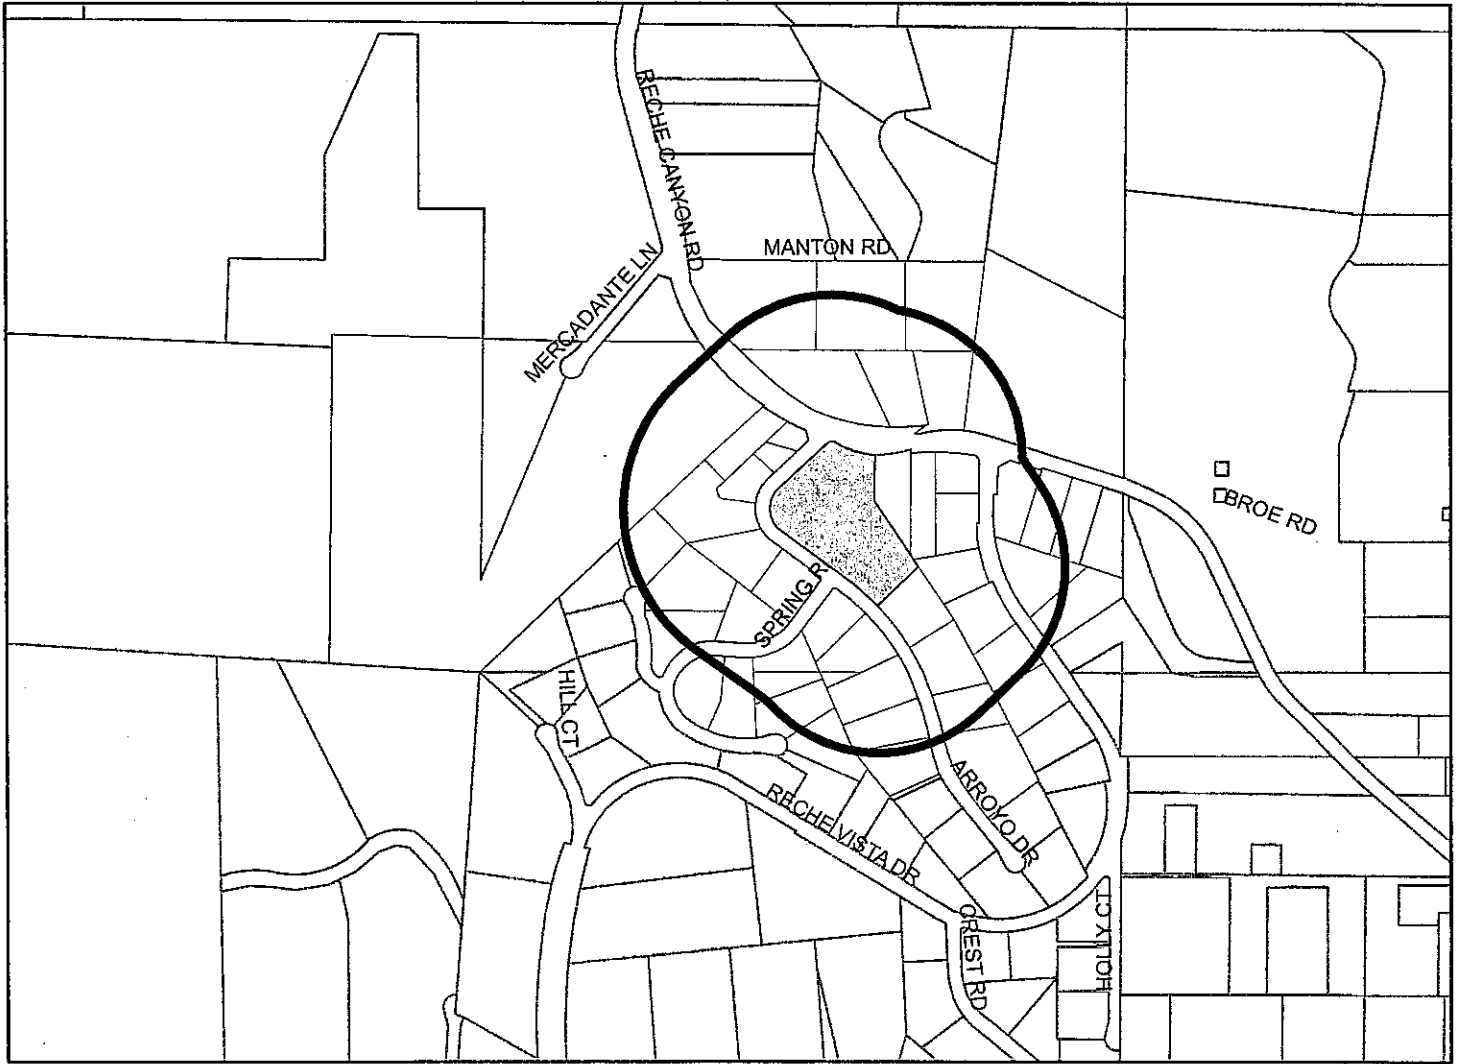 RECHE CANYON RD
MANTON RD
MERCADANTE LN
BROE RD
SPRING R
HILL CT
ARROYO DR
RECHE VISTA DR
CREST RD
HOLLY CT